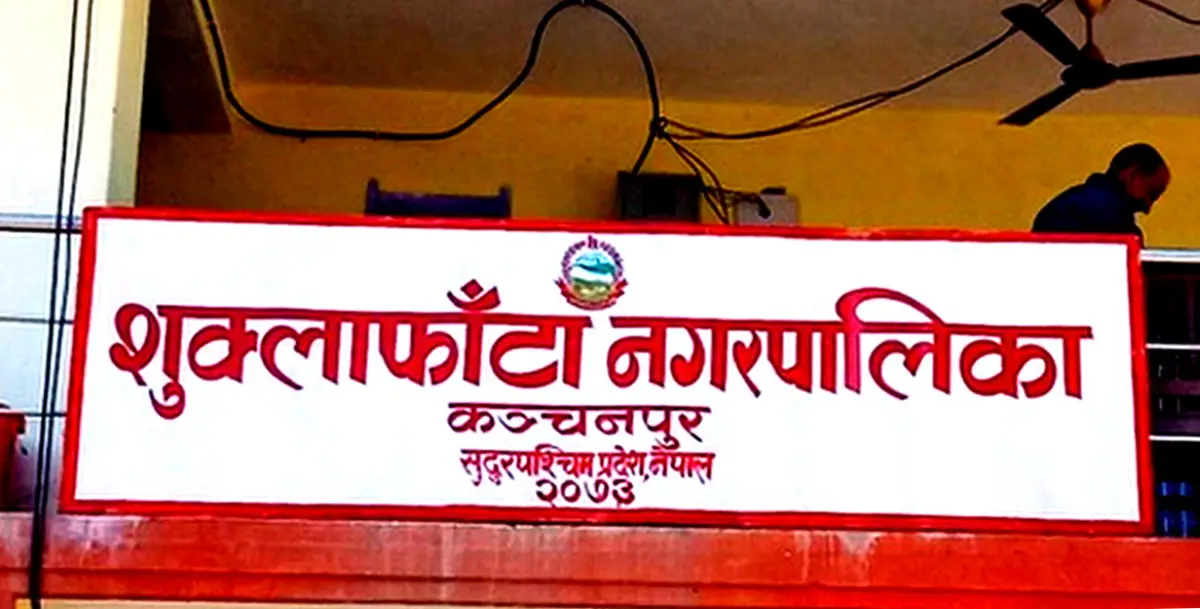 शुक्लाफाँटा नगरपालिका
कञ्चनपुर
सुदुरपश्चिम प्रदेश, नेपाल
२०७३